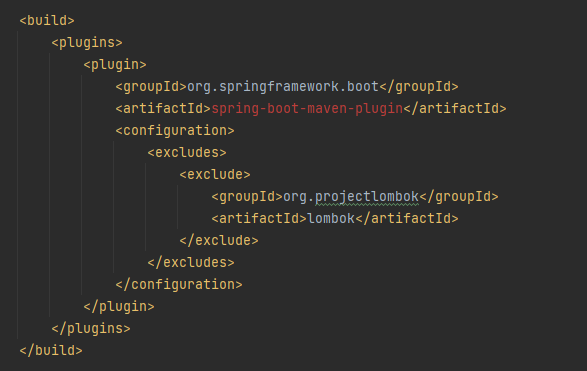 <build>
<plugins>
<plugin>
<groupId>org.springframework.boot</groupId>
<artifactId>spring-boot-maven-plugin</artifactId>
<configuration>
<excludes>
<exclude>
<groupId>org.projectlombok</groupId>
<artifactId>lombok</artifactId>
</exclude>
</excludes>
</configuration>
</plugin>
</plugins>
</build>